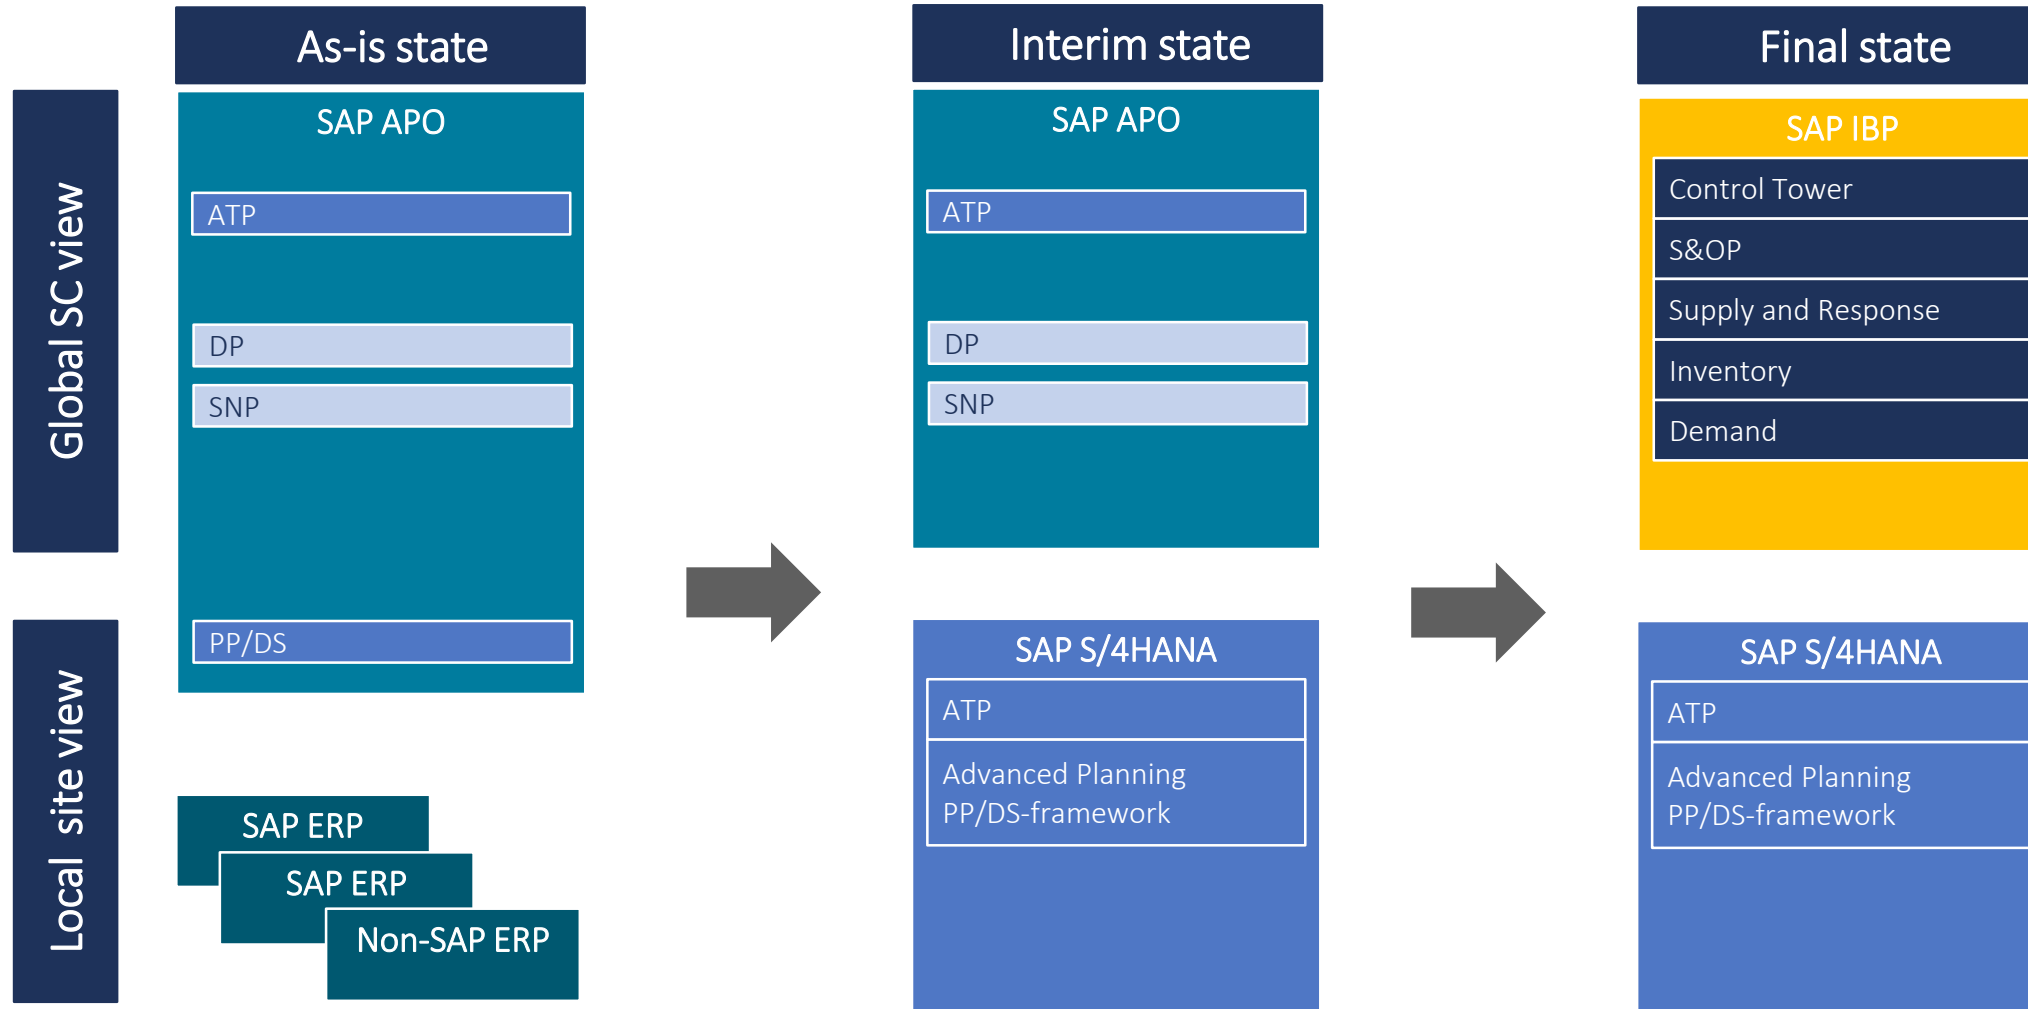 As-is state
Interim state
Final state
Global SC view
SAP APO
ATP
DP
SNP
PP/DS
SAP APO
ATP
DP
SNP
SAP IBP
Control Tower
S&OP
Supply and Response
Inventory
Demand
Local site view
SAP ERP
SAP ERP
Non-SAP ERP
SAP S/4HANA
ATP
Advanced Planning
PP/DS-framework
SAP S/4HANA
ATP
Advanced Planning
PP/DS-framework